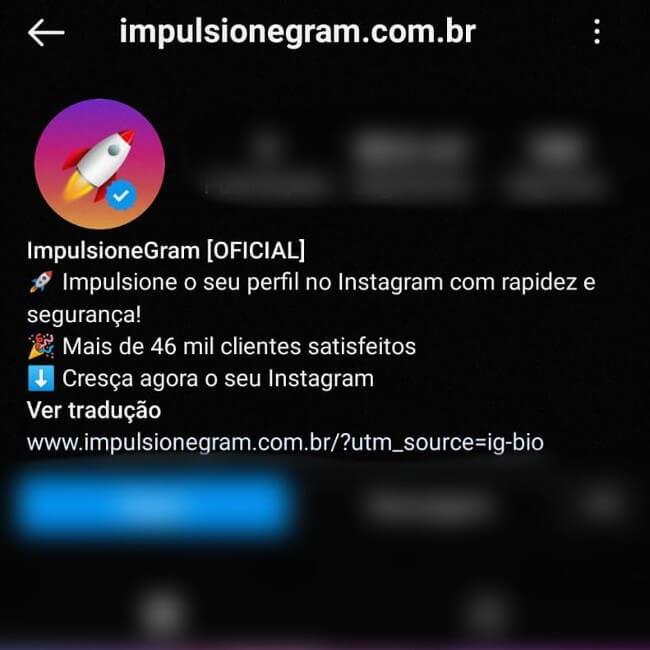 impulsionegram.com.br
ImpulsioneGram [OFICIAL]
🚀 Impulsione o seu perfil no Instagram com rapidez e
segurança!
🎉 Mais de 46 mil clientes satisfeitos
⬇️ Cresça agora o seu Instagram
Ver tradução
www.impulsionegram.com.br/?utm_source=ig-bio